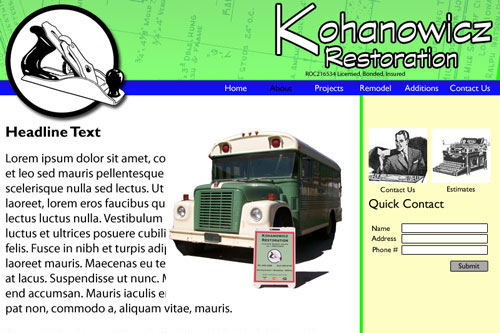 Kohanowicz
Restoration
ROC216534 Licensed, Bonded, Insured
Home About Projects Remodel Additions Contact Us
Headline Text
Lorem ipsum dolor sit amet, co
et leo sed mauris pellentesque
scelerisque nulla sed lectus. Ut
laoreet, lorem eros faucibus qu
lectus luctus nulla. Vestibulum
luctus et ultrices posuere cubili
felis. Fusce in nibh et turpis adi
laoreet mauris. Maecenas eu te
at lacus. Suspendisse ut nunc. M
end accumsan. Mauris iaculis ei
pat non, commodo a, aliquam vitae, mauris.
Kohanowicz
Restoration
Contact Us
Estimates
Quick Contact
Name
Address
Phone #
Submit